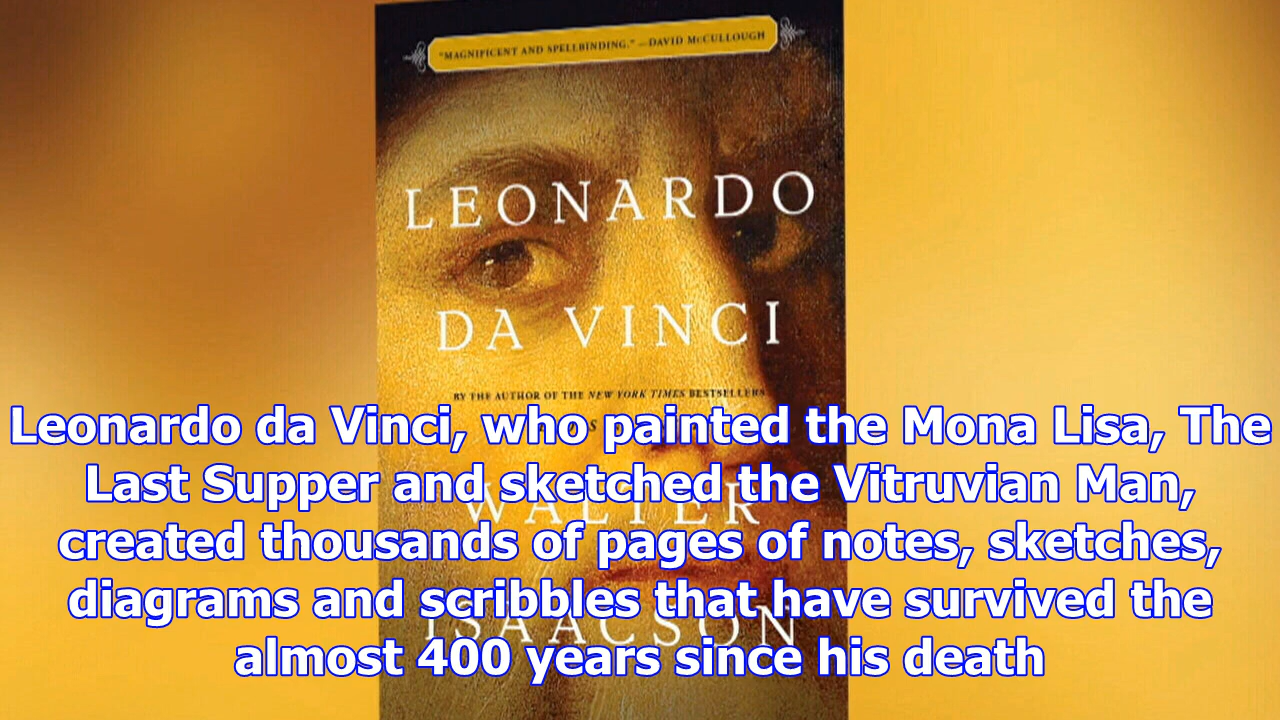 "MAGNIFICENT AND SPELLBINDING." —DAVID McCULLOUGH
LEONARDO
DA VINCI
BY THE AUTHOR OF THE NEW YORK TIMES BESTSELLERS
Leonardo da Vinci, who painted the Mona Lisa, The
Last Supper and sketched the Vitruvian Man,
WALTER
created thousands of pages of notes, sketches,
diagrams and scribbles that have survived the
ISAACSON
almost 400 years since his death